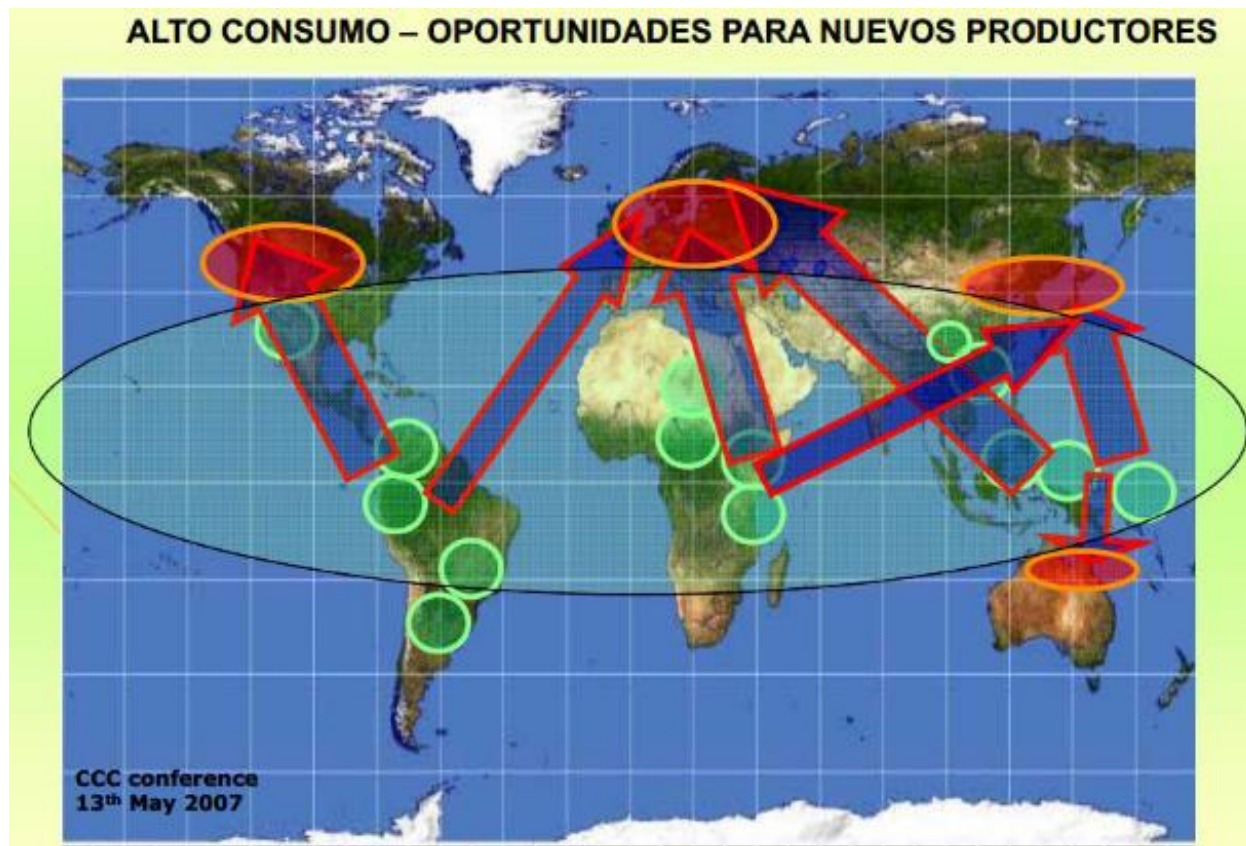 ALTO CONSUMO – OPORTUNIDADES PARA NUEVOS PRODUCTORES
CCC conference
13th May 2007